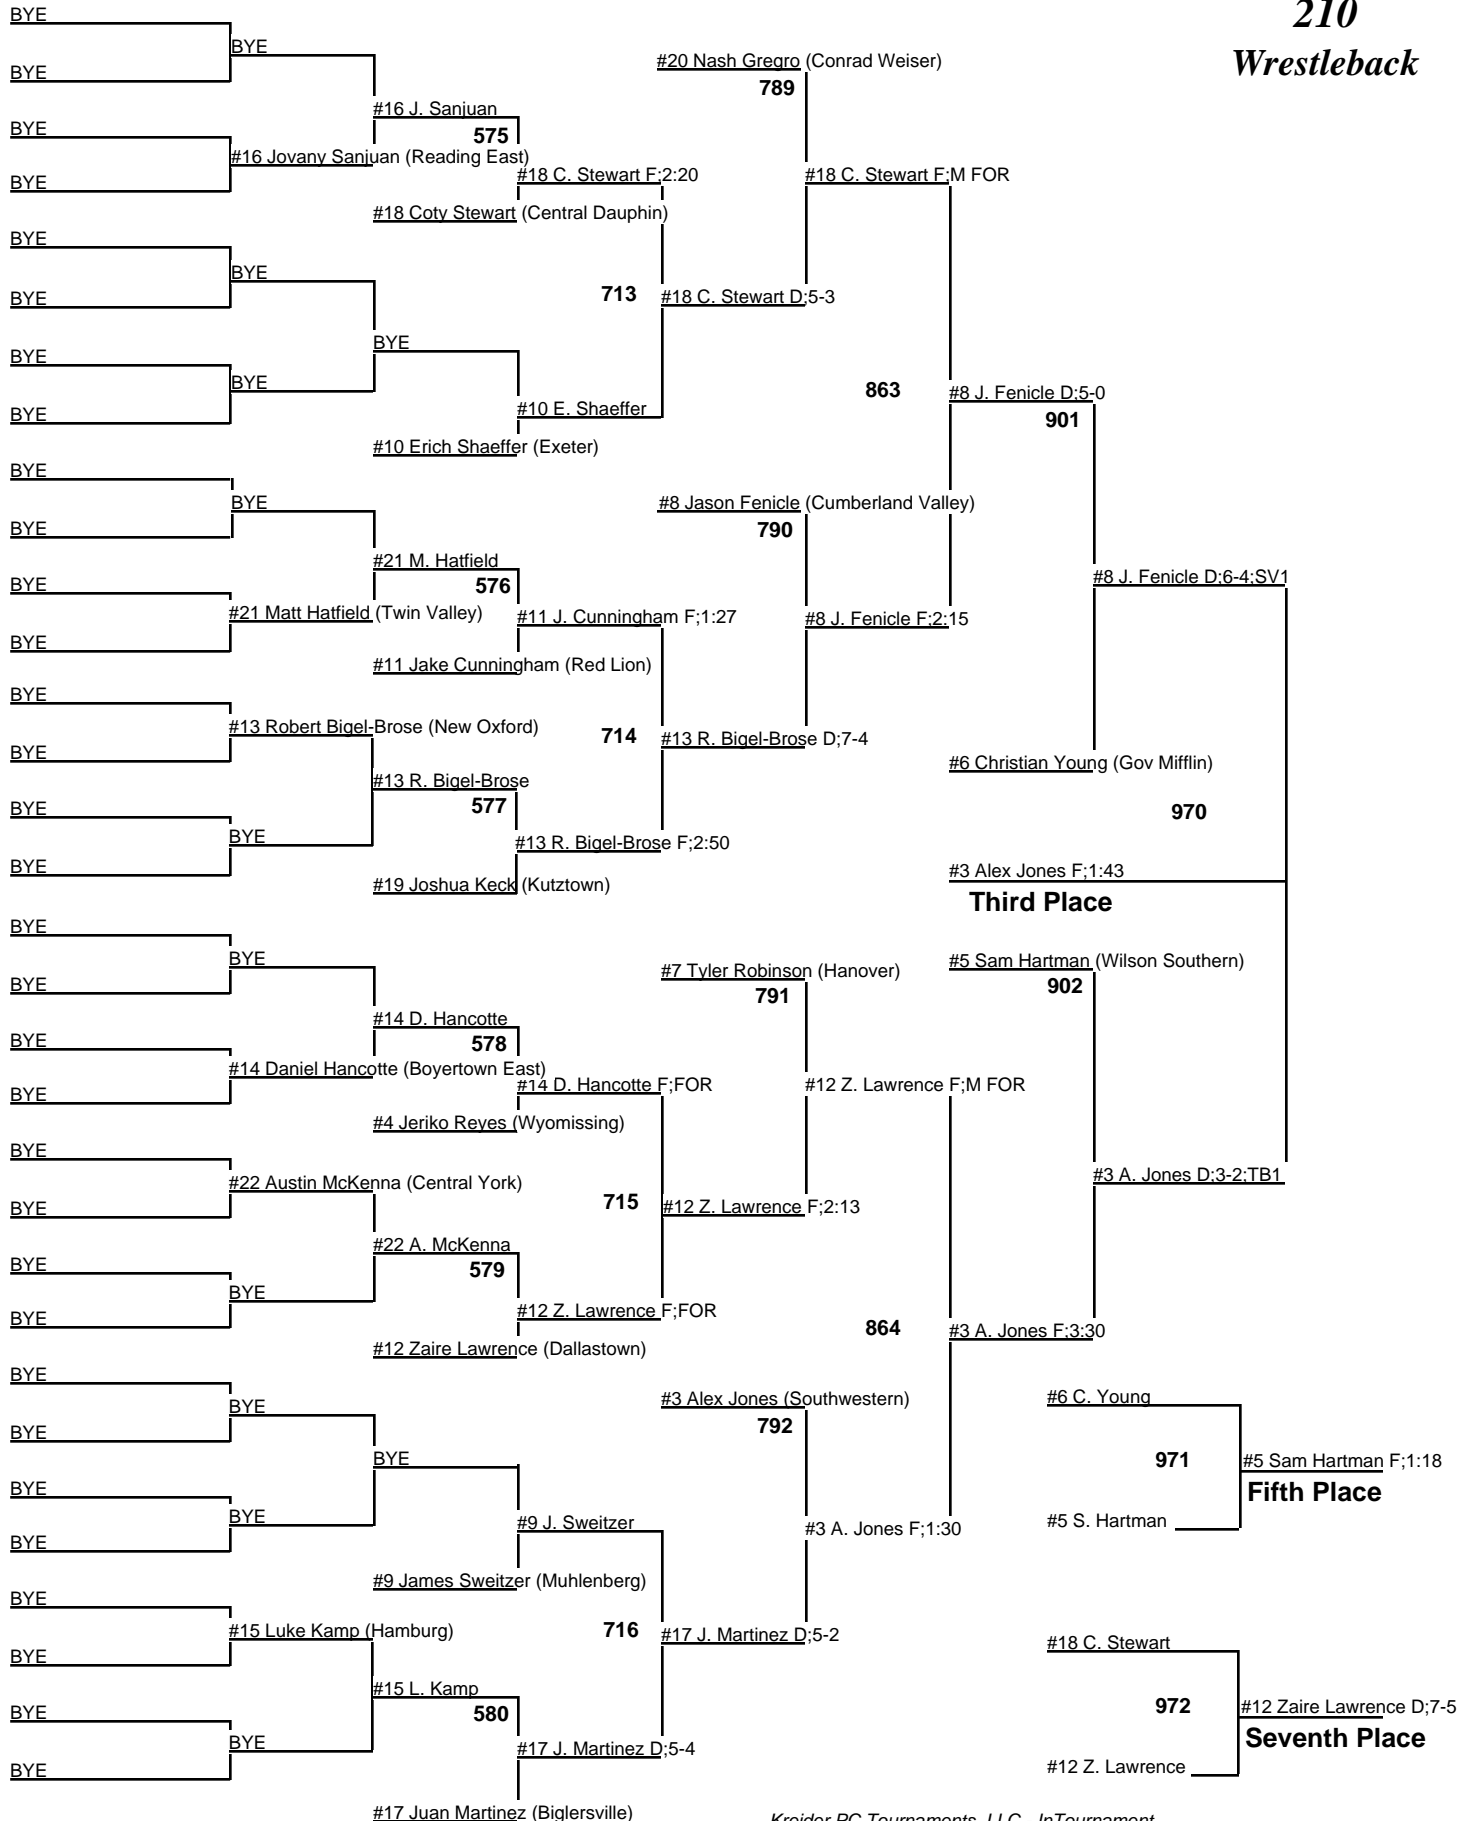 210
Wrestleback
BYE
BYE
BYE
BYE
BYE
#16 Jovany Sanjuan (Reading East)
#16 J. Sanjuan
575
#18 C. Stewart F;2:20
#18 Coty Stewart (Central Dauphin)
BYE
BYE
BYE
BYE
BYE
BYE
BYE
#10 E. Shaeffer
#10 Erich Shaeffer (Exeter)
713
#18 C. Stewart D;5-3
#20 Nash Gregro (Conrad Weiser)
789
#18 C. Stewart F;M FOR
BYE
BYE
BYE
BYE
BYE
#21 Matt Hatfield (Twin Valley)
#21 M. Hatfield
576
#11 J. Cunningham F;1:27
#11 Jake Cunningham (Red Lion)
BYE
BYE
#13 Robert Bigel-Brose (New Oxford)
BYE
BYE
BYE
#13 R. Bigel-Brose
577
#13 R. Bigel-Brose F;2:50
#19 Joshua Keck (Kutztown)
714
#13 R. Bigel-Brose D;7-4
#8 Jason Fenicle (Cumberland Valley)
790
#8 J. Fenicle F;2:15
863
#8 J. Fenicle D;5-0
901
#8 J. Fenicle D;6-4;SV1
#6 Christian Young (Gov Mifflin)
970
#3 Alex Jones F;1:43
Third Place
BYE
BYE
BYE
BYE
BYE
#14 Daniel Hancotte (Boyertown East)
#14 D. Hancotte
578
#14 D. Hancotte F;FOR
#4 Jeriko Reyes (Wyomissing)
BYE
BYE
#22 Austin McKenna (Central York)
BYE
BYE
BYE
#22 A. McKenna
579
#12 Z. Lawrence F;FOR
#12 Zaire Lawrence (Dallastown)
715
#12 Z. Lawrence F;2:13
#7 Tyler Robinson (Hanover)
791
#12 Z. Lawrence F;M FOR
#5 Sam Hartman (Wilson Southern)
902
#3 A. Jones D;3-2;TB1
864
#3 A. Jones F;3:30
BYE
BYE
BYE
BYE
BYE
BYE
BYE
#9 J. Sweitzer
#9 James Sweitzer (Muhlenberg)
BYE
BYE
#15 Luke Kamp (Hamburg)
BYE
BYE
BYE
#15 L. Kamp
580
#17 J. Martinez D;5-4
#17 Juan Martinez (Biglersville)
716
#17 J. Martinez D;5-2
#3 Alex Jones (Southwestern)
792
#3 A. Jones F;1:30
#6 C. Young
971
#5 Sam Hartman F;1:18
Fifth Place
#5 S. Hartman
#18 C. Stewart
972
#12 Zaire Lawrence D;7-5
Seventh Place
#12 Z. Lawrence
Kreider PC Tournaments, LLC - InTournament